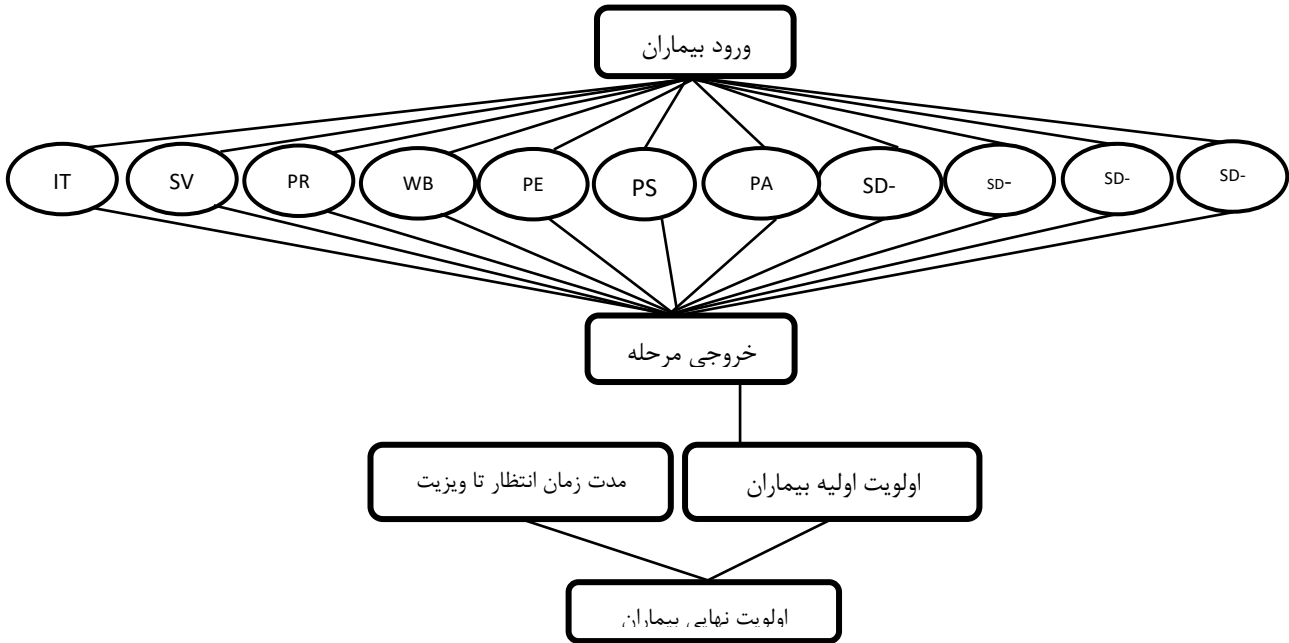 ورود بیماران
IT SV PR WB PE PS PA SD- SD- SD- SD-
خروجی مرحله
مدت زمان انتظار تا ویزیت
اولویت اولیه بیماران
اولویت نهایی بیماران